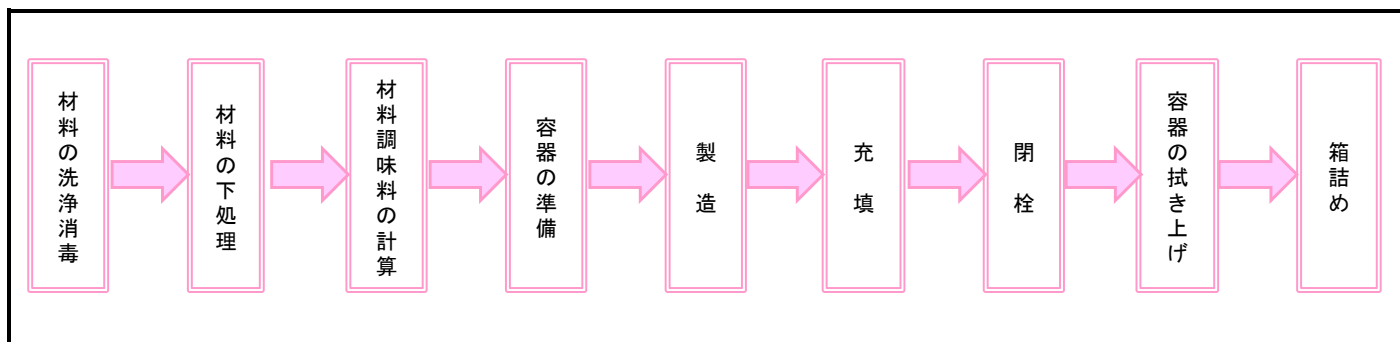 材料の洗浄消毒
材料の下処理
材料調味料の計算
容器の準備
製造
充填
閉栓
容器の拭き上げ
箱詰め